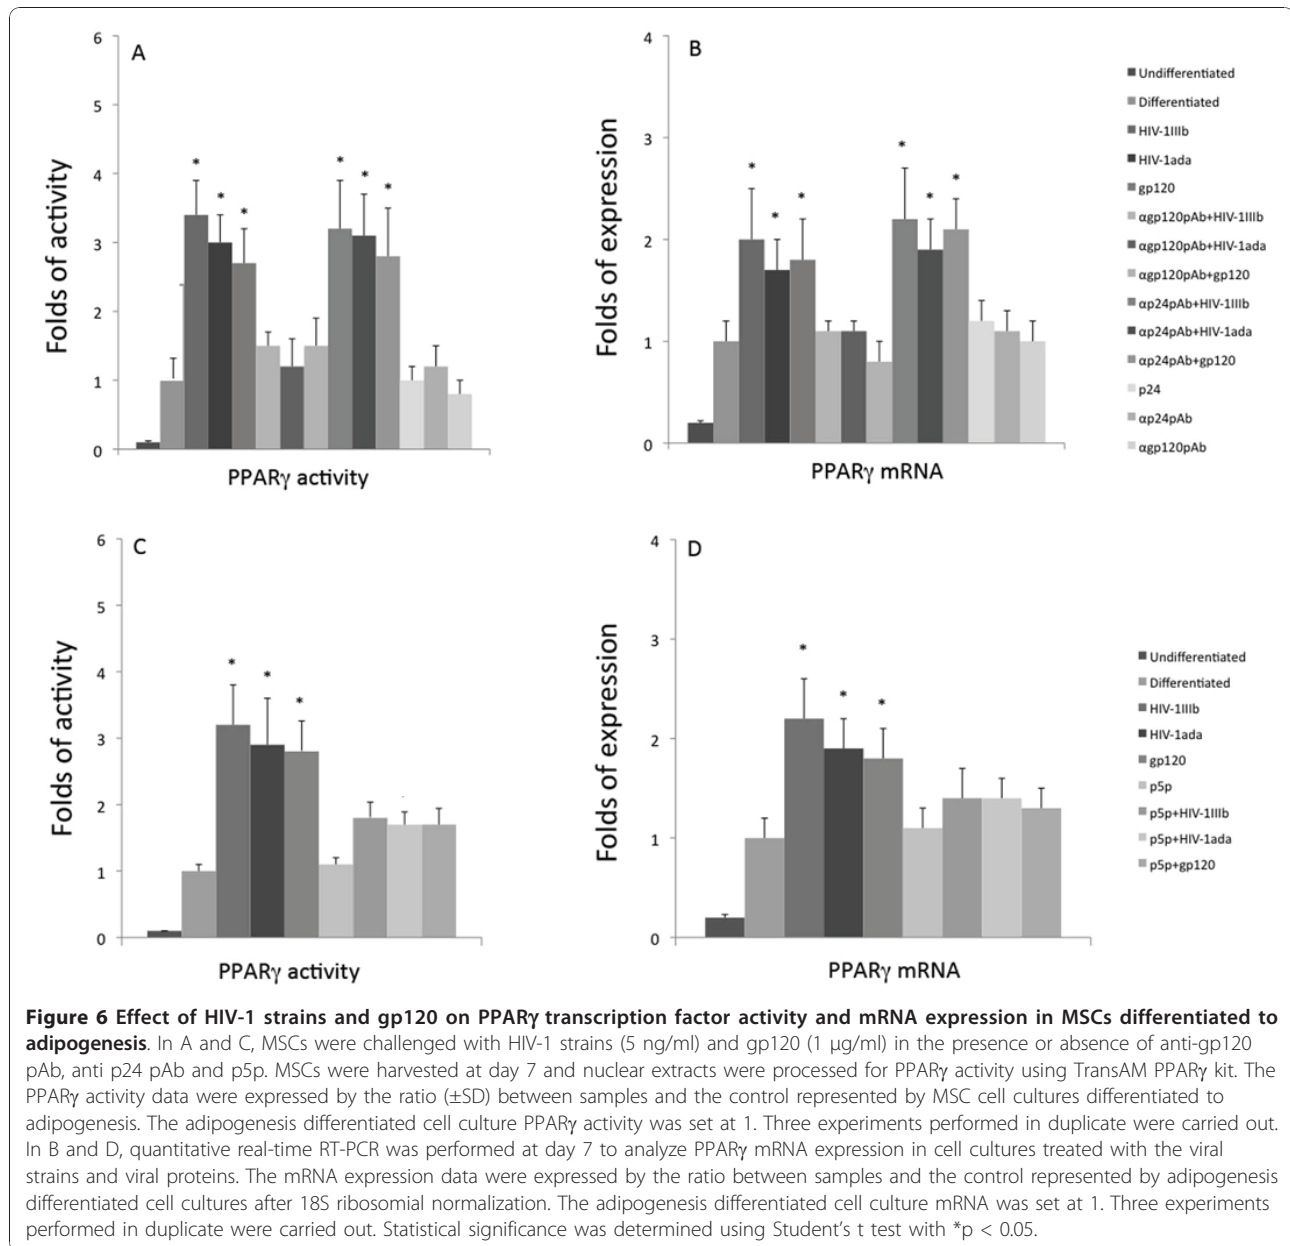 A
6
5
4
3
2
1
0
Folds of activity
* * * * * *
PPARγ activity
B
4
3
2
1
0
Folds of expression
* * * * * *
PPARγ mRNA
Undifferentiated
Differentiated
HIV-1IIIb
HIV-1ada
gp120
αgp120pAb+HIV-1IIIb
αgp120pAb+HIV-1ada
αgp120pAb+gp120
αp24pAb+HIV-1IIIb
αp24pAb+HIV-1ada
αp24pAb+gp120
p24
αp24pAb
αgp120pAb
C
6
5
4
3
2
1
0
Folds of activity
* * *
PPARγ activity
D
4
3
2
1
0
Folds of expression
* * *
PPARγ mRNA
Undifferentiated
Differentiated
HIV-1IIIb
HIV-1ada
gp120
p5p
p5p+HIV-1IIIb
p5p+HIV-1ada
p5p+gp120
Figure 6 Effect of HIV-1 strains and gp120 on PPARγ transcription factor activity and mRNA expression in MSCs differentiated to
adipogenesis. In A and C, MSCs were challenged with HIV-1 strains (5 ng/ml) and gp120 (1 μg/ml) in the presence or absence of anti-gp120
pAb, anti p24 pAb and p5p. MSCs were harvested at day 7 and nuclear extracts were processed for PPARγ activity using TransAM PPARγ kit. The
PPARγ activity data were expressed by the ratio (±SD) between samples and the control represented by MSC cell cultures differentiated to
adipogenesis. The adipogenesis differentiated cell culture PPARγ activity was set at 1. Three experiments performed in duplicate were carried out.
In B and D, quantitative real-time RT-PCR was performed at day 7 to analyze PPARγ mRNA expression in cell cultures treated with the viral
strains and viral proteins. The mRNA expression data were expressed by the ratio between samples and the control represented by adipogenesis
differentiated cell cultures after 18S ribosomial normalization. The adipogenesis differentiated cell culture mRNA was set at 1. Three experiments
performed in duplicate were carried out. Statistical significance was determined using Student's t test with *p < 0.05.